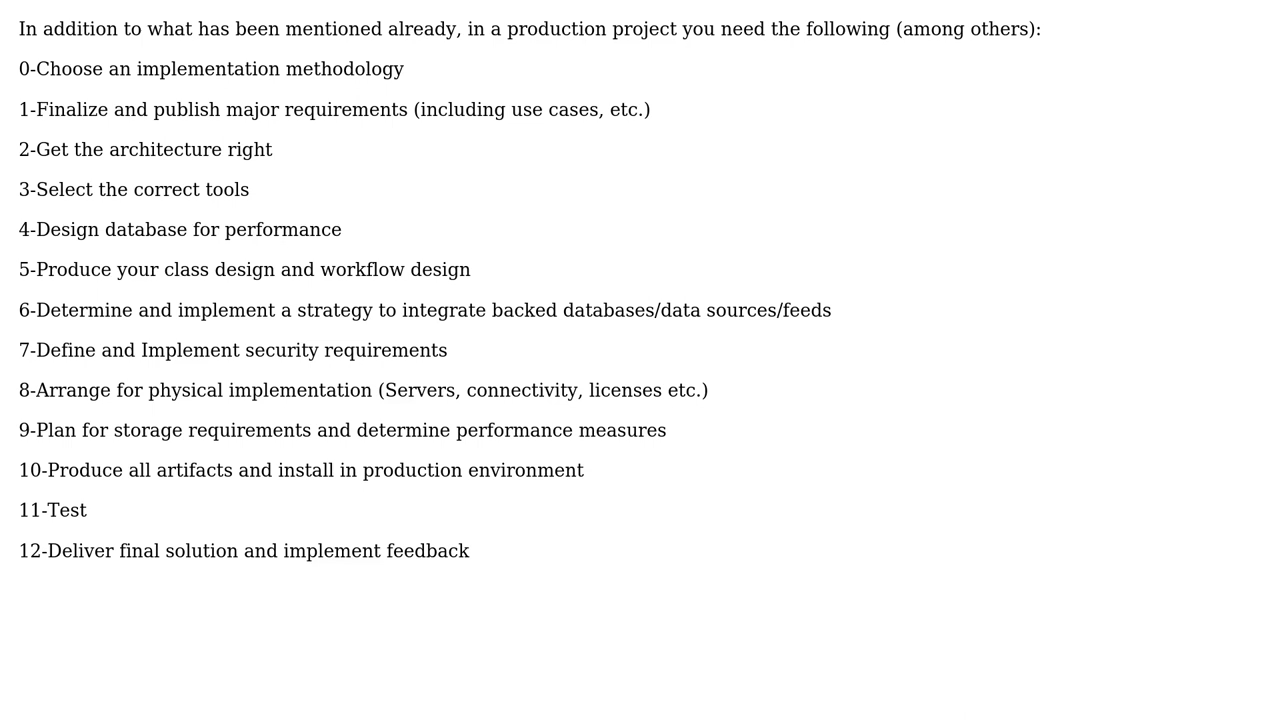 In addition to what has been mentioned already, in a production project you need the following (among others):
0-Choose an implementation methodology
1-Finalize and publish major requirements (including use cases, etc.)
2-Get the architecture right
3-Select the correct tools
4-Design database for performance
5-Produce your class design and workflow design
6-Determine and implement a strategy to integrate backed databases/data sources/feeds
7-Define and Implement security requirements
8-Arrange for physical implementation (Servers, connectivity, licenses etc.)
9-Plan for storage requirements and determine performance measures
10-Produce all artifacts and install in production environment
11-Test
12-Deliver final solution and implement feedback